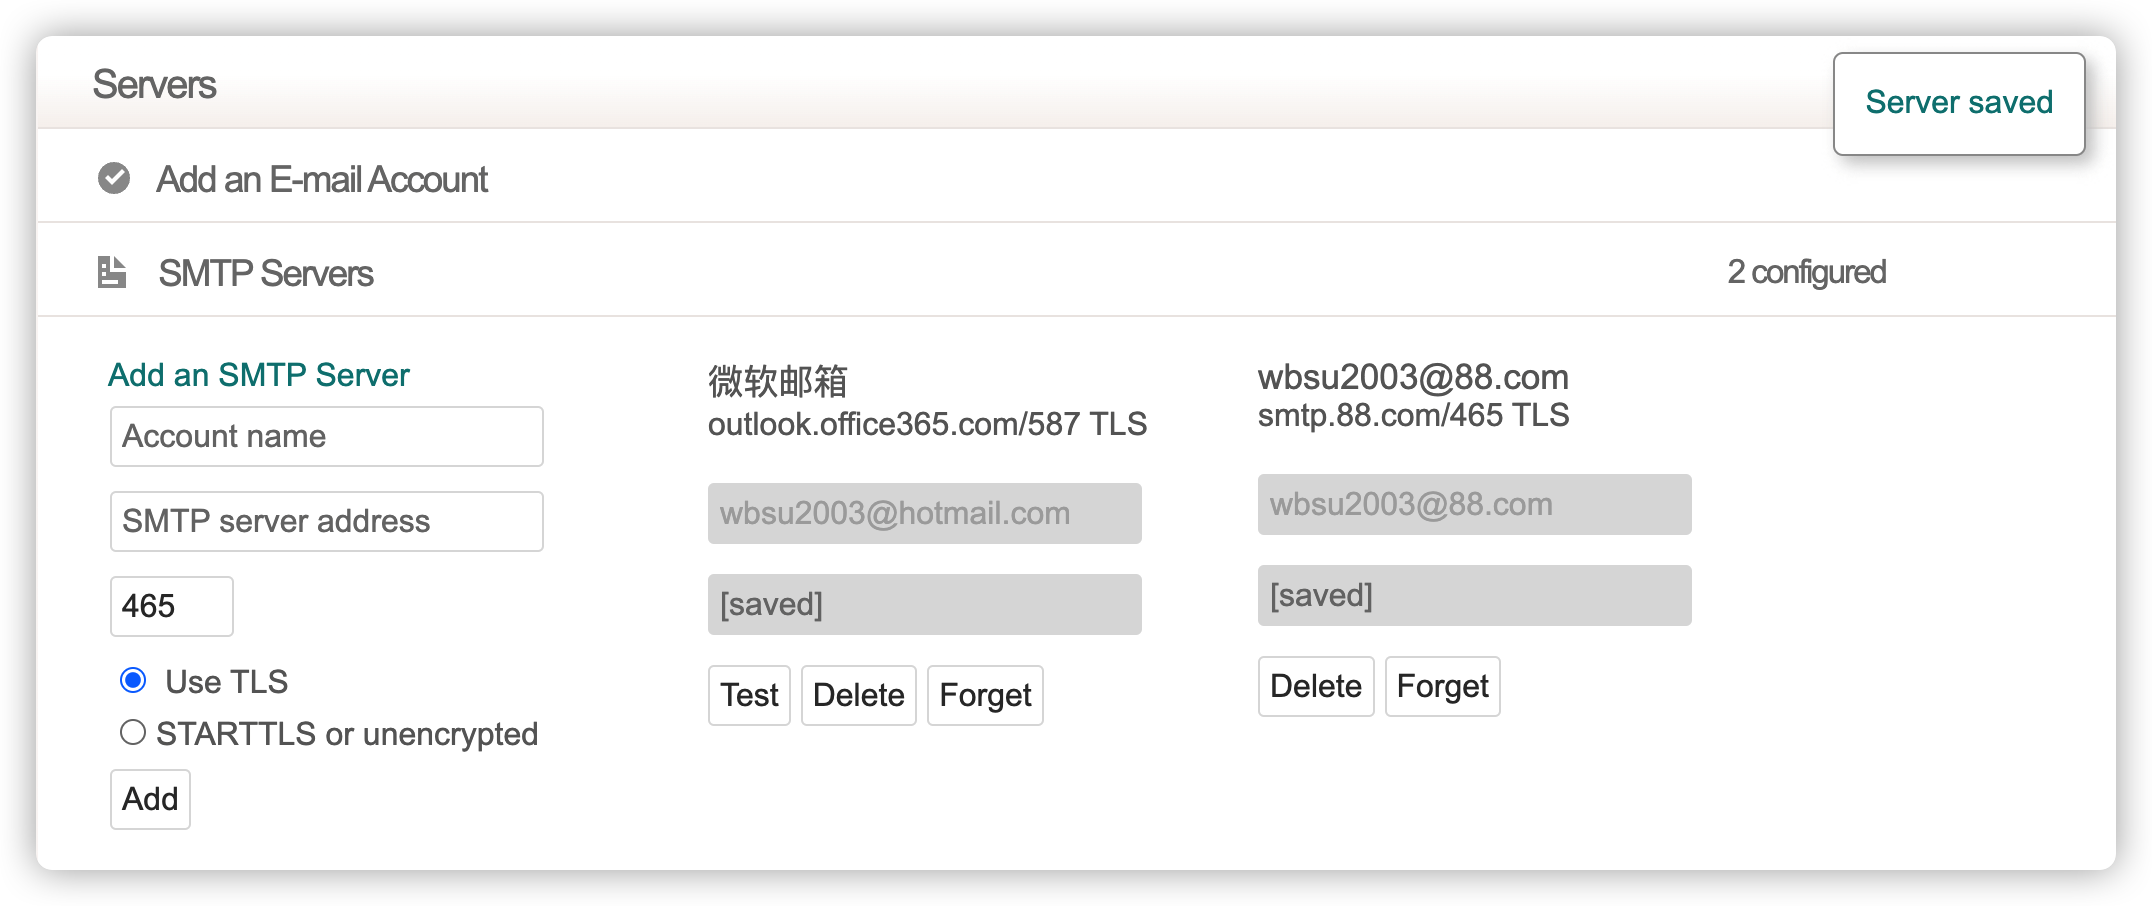 Servers
Server saved
Add an E-mail Account
SMTP Servers
2 configured
Add an SMTP Server
Account name
SMTP server address
465
Use TLS
STARTTLS or unencrypted
Add
微软邮箱
outlook.office365.com/587 TLS
wbsu2003@hotmail.com
[saved]
Test Delete Forget
wbsu2003@88.com
smtp.88.com/465 TLS
wbsu2003@88.com
[saved]
Delete Forget